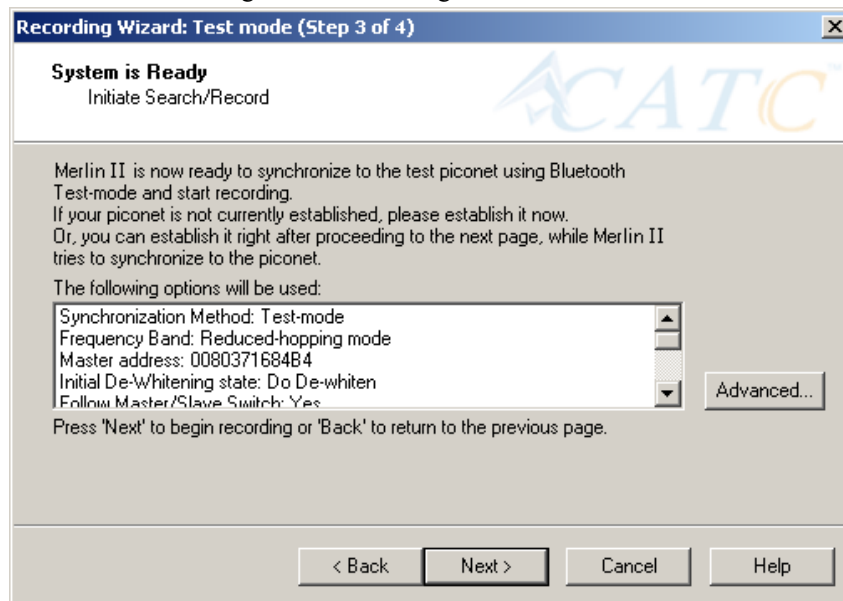 Recording Wizard: Test mode (Step 3 of 4)
System is Ready
Initiate Search/Record
CATC
Merlin II is now ready to synchronize to the test piconet using Bluetooth
Test-mode and start recording.
If your piconet is not currently established, please establish it now.
Or, you can establish it right after proceeding to the next page, while Merlin II
tries to synchronize to the piconet.
The following options will be used:
Synchronization Method: Test-mode
Frequency Band: Reduced-hopping mode
Master address: 0080371684B4
Initial De-Whitening state: Do De-whiten
Follow Master/Slave Switch: Yes
Advanced...
Press 'Next' to begin recording or 'Back' to return to the previous page.
< Back
Next >
Cancel
Help